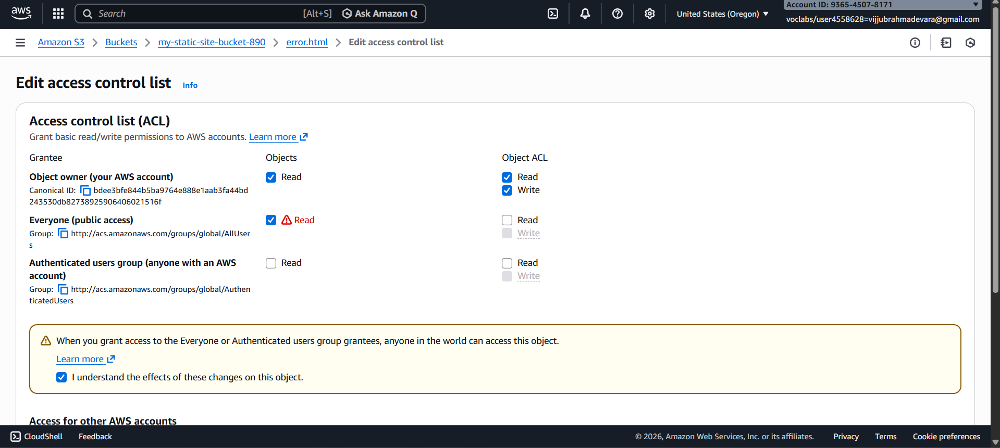 aws
Search
[Alt+S]
Ask Amazon Q
United States (Oregon)
Account ID: 9365-4507-8171
voclabs/user4558628=vijjubrahmadevara@gmail.com
Amazon S3 > Buckets > my-static-site-bucket-890 > error.html > Edit access control list
Edit access control list Info
Access control list (ACL)
Grant basic read/write permissions to AWS accounts. Learn more
Grantee Objects Object ACL
Object owner (your AWS account) Read Read
Write
Canonical ID: bdee3bfe844b5ba9764e888e1aab3fa44bd
243530db82738925906406021516f
Everyone (public access) Read Read
Write
Group: http://acs.amazonaws.com/groups/global/AllUser
s
Authenticated users group (anyone with an AWS Read Read
account) Write
Group: http://acs.amazonaws.com/groups/global/Authen
ticatedUsers
When you grant access to the Everyone or Authenticated users group grantees, anyone in the world can access this object.
Learn more
I understand the effects of these changes on this object.
Access for other AWS accounts
CloudShell Feedback © 2026, Amazon Web Services, Inc. or its affiliates. Privacy Terms Cookie preferences